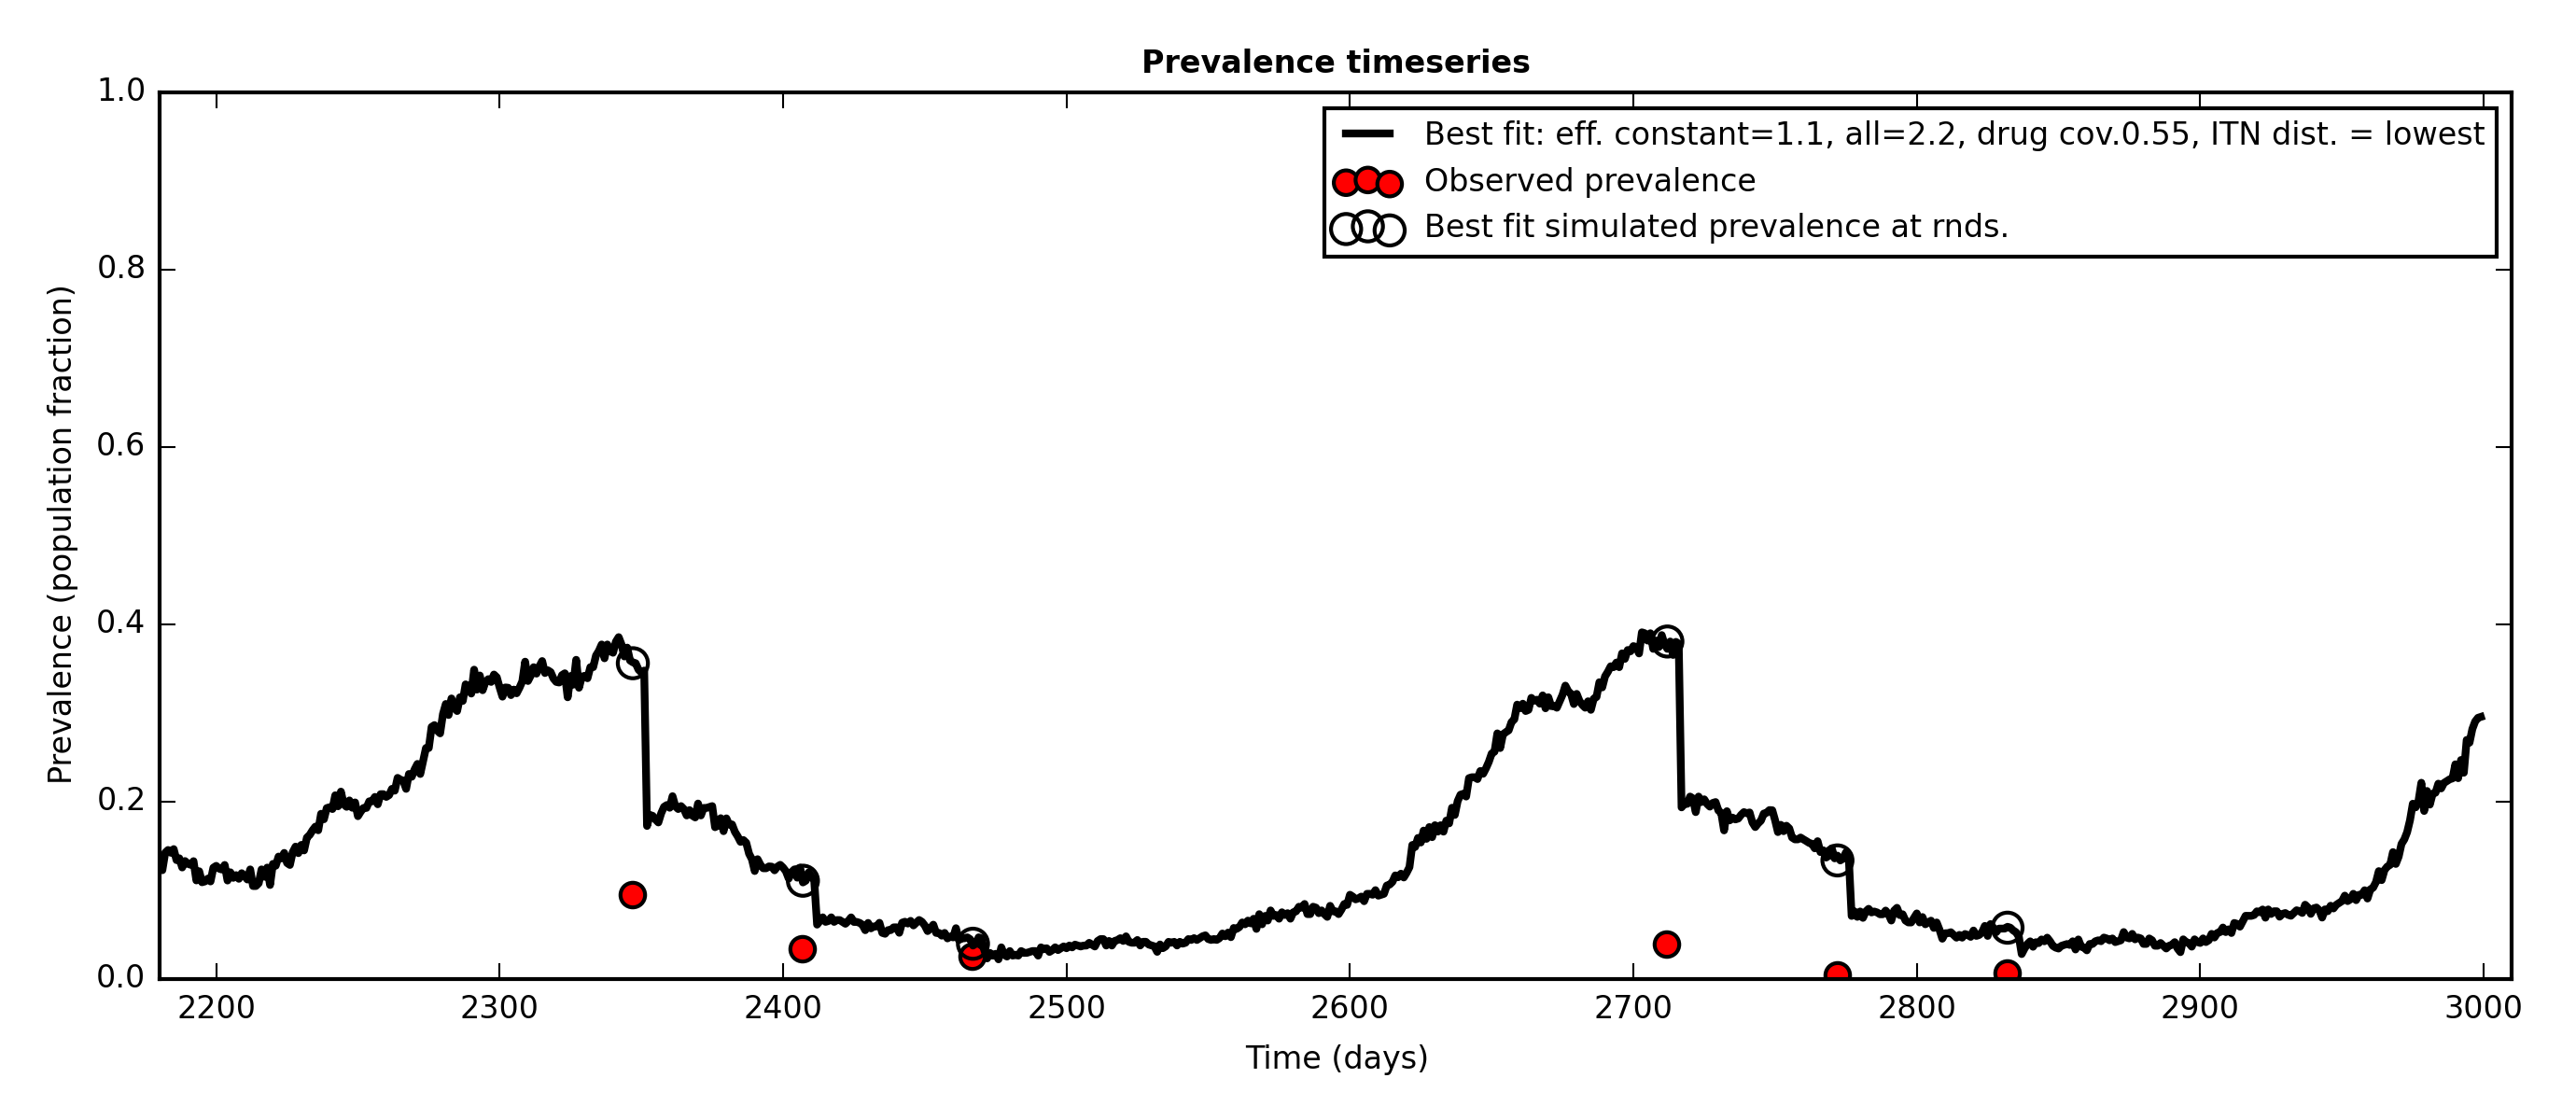 Prevalence timeseries
1.0
0.8
0.6
0.4
0.2
0.0
Prevalence (population fraction)
Best fit: eff. constant=1.1, all=2.2, drug cov.0.55, ITN dist. = lowest
Observed prevalence
Best fit simulated prevalence at rnds.
2200 2300 2400 2500 2600 2700 2800 2900 3000
Time (days)